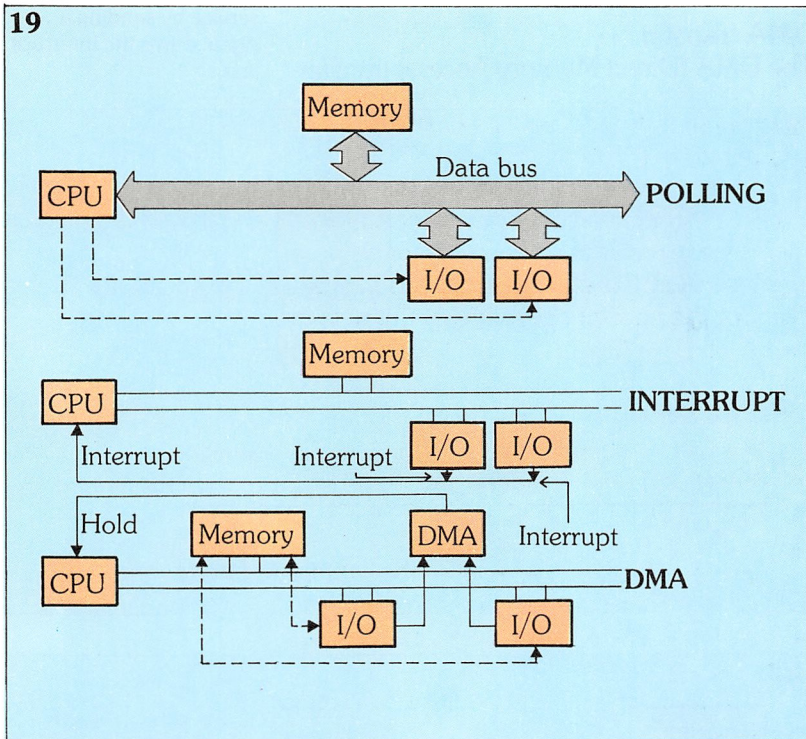 19
Memory
Data bus
CPU
POLLING
I/O I/O
Memory
CPU
INTERRUPT
I/O I/O
Interrupt Interrupt
Hold Memory DMA Interrupt
CPU
DMA
I/O I/O